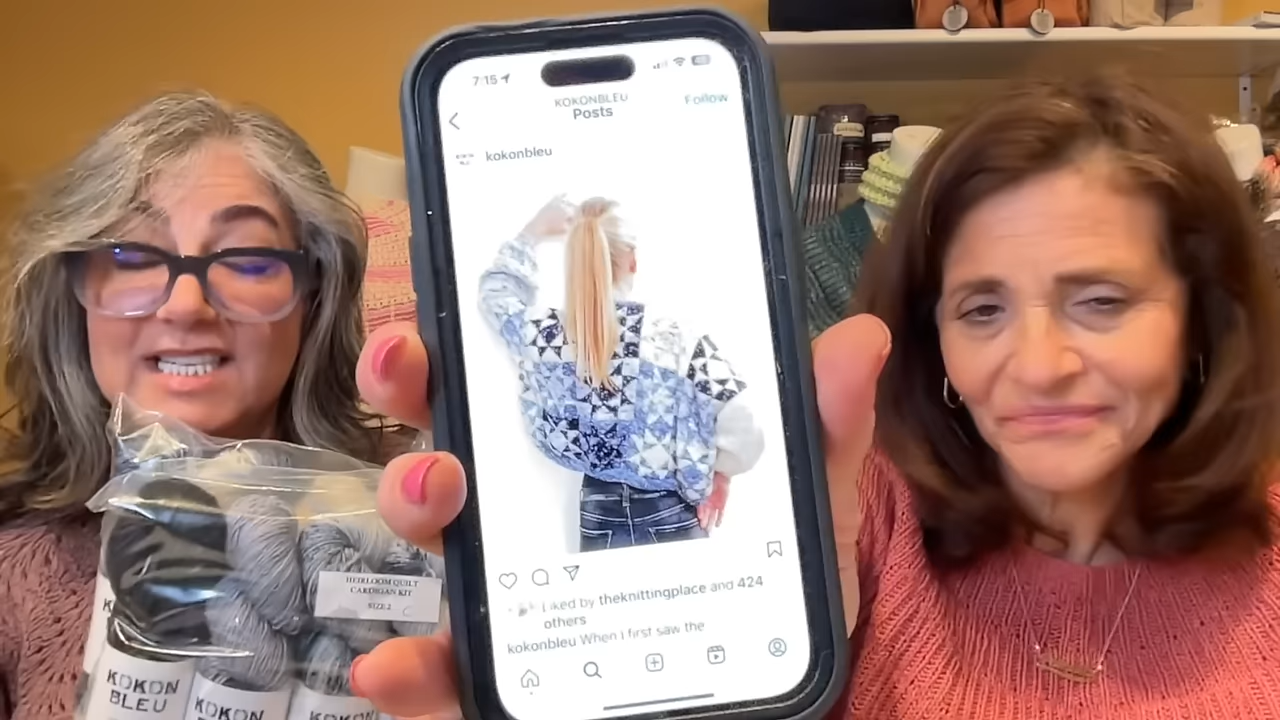 7:15
KOKONBLEU
Posts
Follow
kokonbleu
Liked by theknittingplace and 424
others
kokonbleu When I first saw the
HEIRLOOM QUILT
CARDIGAN KIT
SIZE 2
KOKON
BLEU
KOKON
KOKON